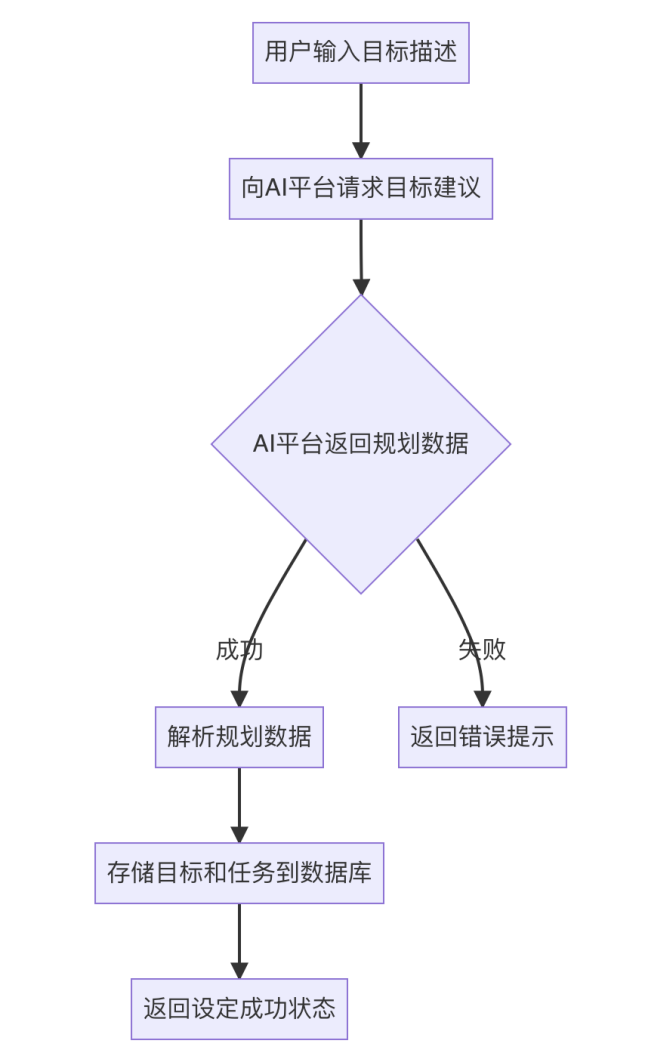 用户输入目标描述
向AI平台请求目标建议
AI平台返回规划数据
成功
失败
解析规划数据
返回错误提示
存储目标和任务到数据库
返回设定成功状态